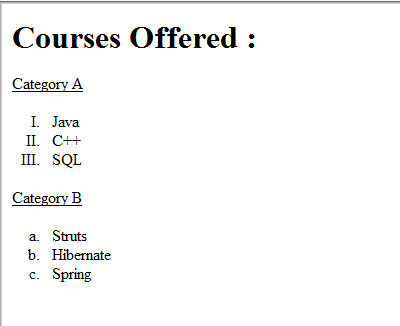 Courses Offered :
Category A
I. Java
II. C++
III. SQL
Category B
a. Struts
b. Hibernate
c. Spring